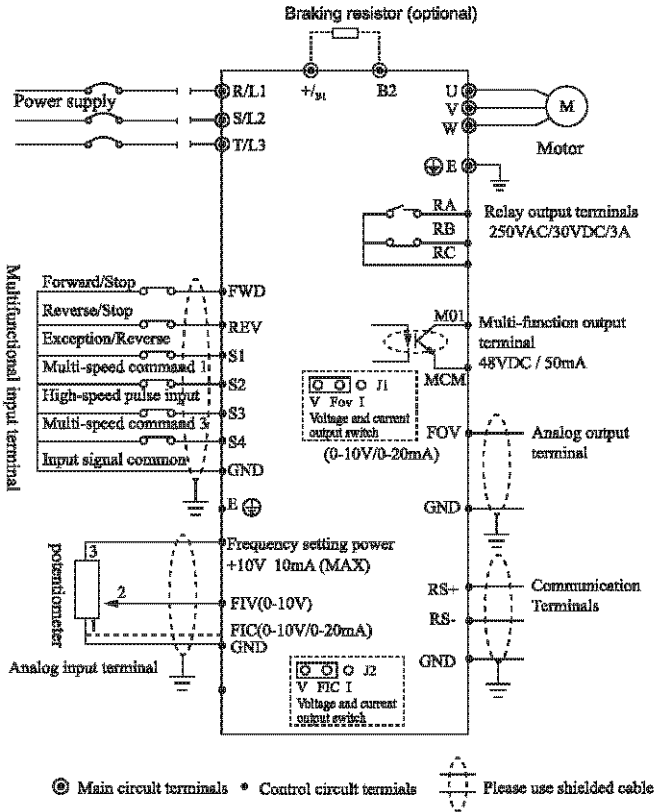 Braking resistor (optional)
R/L1
+/B1
B2
U
V
W
M
Power supply
S/L2
T/L3
Motor
E
RA
RB
RC
Relay output terminals
250VAC/30VDC/3A
Multifunctional input terminal
Forward/Stop
FWD
Reverse/Stop
REV
Exception/Reverse
S1
Multi-speed command 1
S2
High-speed pulse input
S3
Multi-speed command 3
S4
Input signal common
GND
M01
MCM
Multi-function output
terminal
48VDC / 50mA
J1
V Fov I
Voltage and current
output switch
(0-10V/0-20mA)
FOV
Analog output
terminal
GND
E
potentiometer
3
2
1
Frequency setting power
+10V 10mA (MAX)
FIV(0-10V)
FIC(0-10V/0-20mA)
GND
Analog input terminal
RS+
RS-
GND
Communication
Terminals
J2
V FIC I
Voltage and current
output switch
Main circuit terminals
Control circuit termials
Please use shielded cable